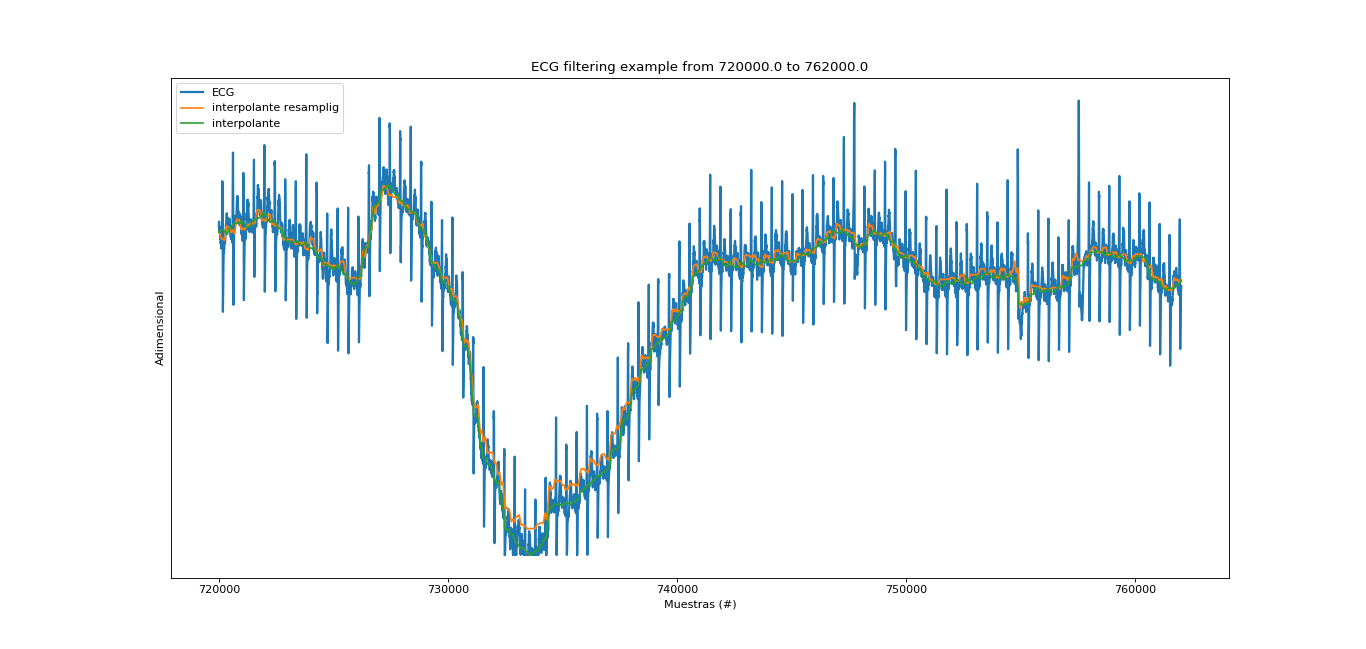 ECG filtering example from 720000.0 to 762000.0
ECG
interpolante resamplig
interpolante
Adimensional
720000 730000 740000 750000 760000
Muestras (#)